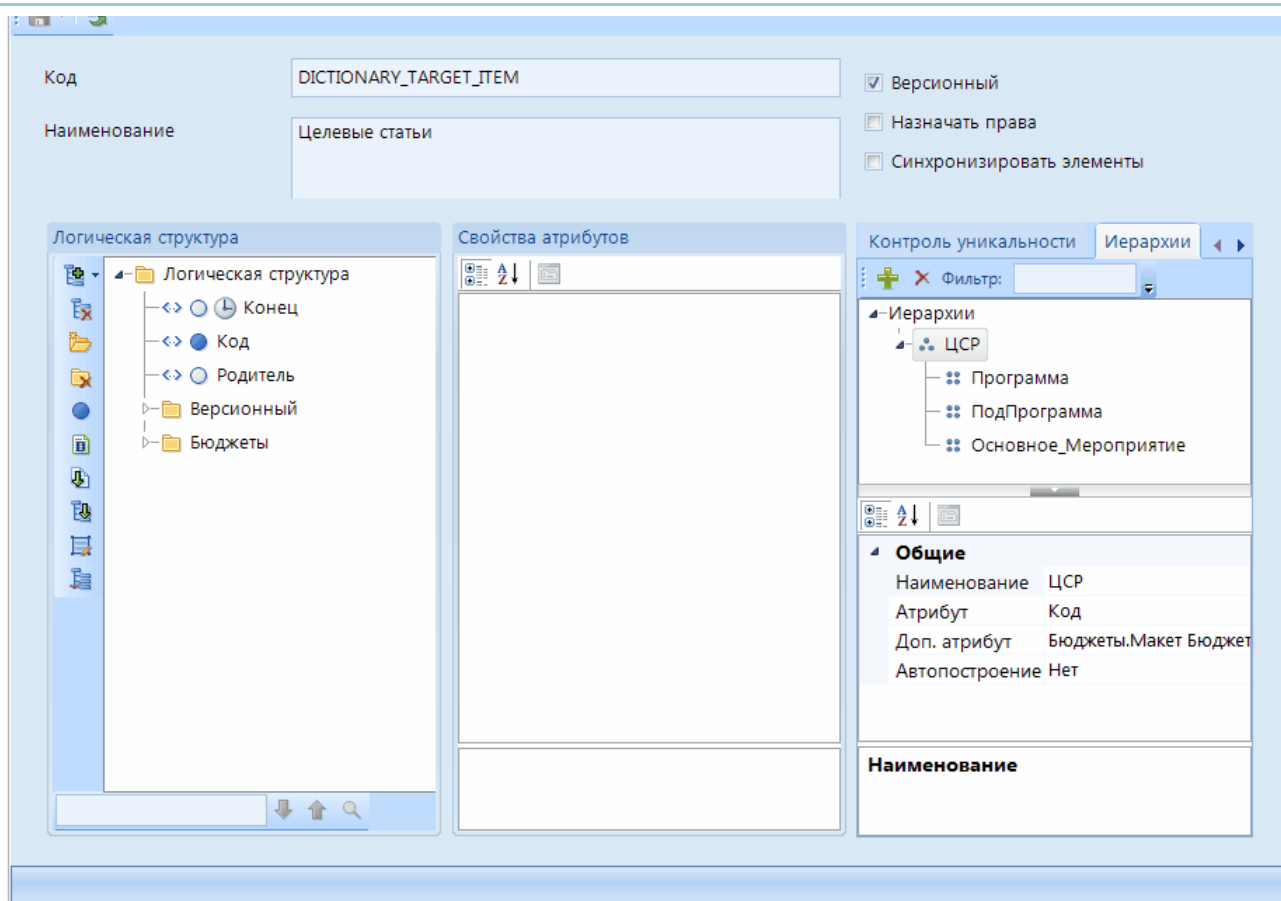 Код
DICTIONARY_TARGET_ITEM
Версионный
Наименование
Целевые статьи
Назначать права
Синхронизировать элементы
Логическая структура
Логическая структура
Конец
Код
Родитель
Версионный
Бюджеты
Свойства атрибутов
Контроль уникальности
Иерархии
Фильтр:
Иерархии
ЦСР
Программа
ПодПрограмма
Основное_Мероприятие
Общие
Наименование ЦСР
Атрибут Код
Доп. атрибут Бюджеты.Макет Бюджет
Автопостроение Нет
Наименование